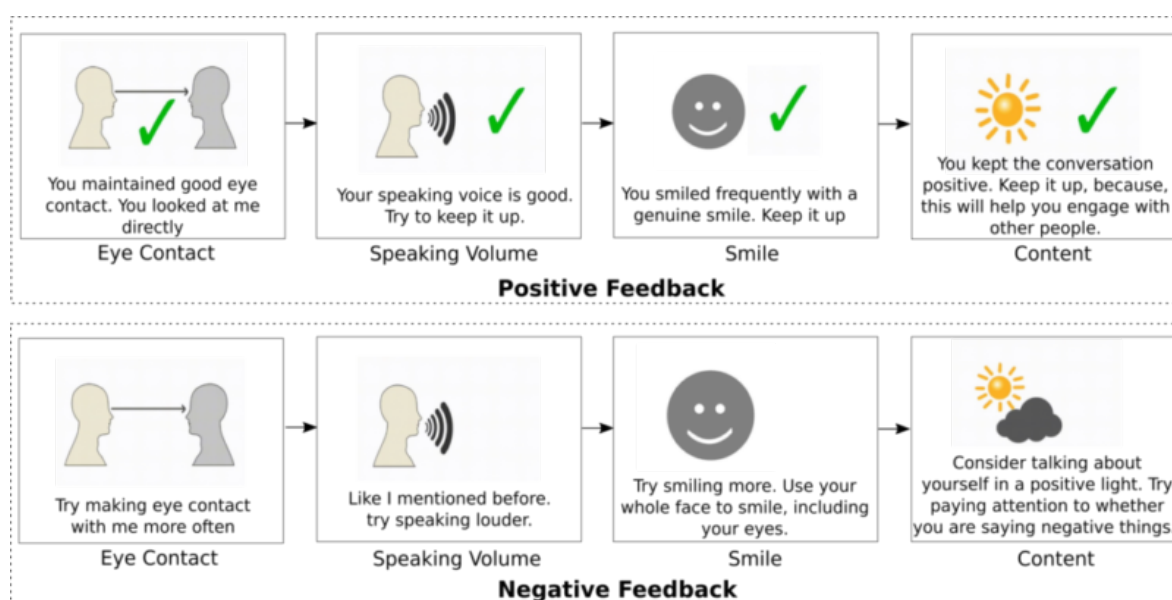 You maintained good eye
contact. You looked at me
directly
Eye Contact
Your speaking voice is good.
Try to keep it up.
Speaking Volume
You smiled frequently with a
genuine smile. Keep it up
Smile
You kept the conversation
positive. Keep it up, because,
this will help you engage with
other people.
Content
Positive Feedback
Try making eye contact
with me more often
Eye Contact
Like I mentioned before.
try speaking louder.
Speaking Volume
Try smiling more. Use your
whole face to smile, including
your eyes.
Smile
Consider talking about
yourself in a positive light. Try
paying attention to whether
you are saying negative things.
Content
Negative Feedback